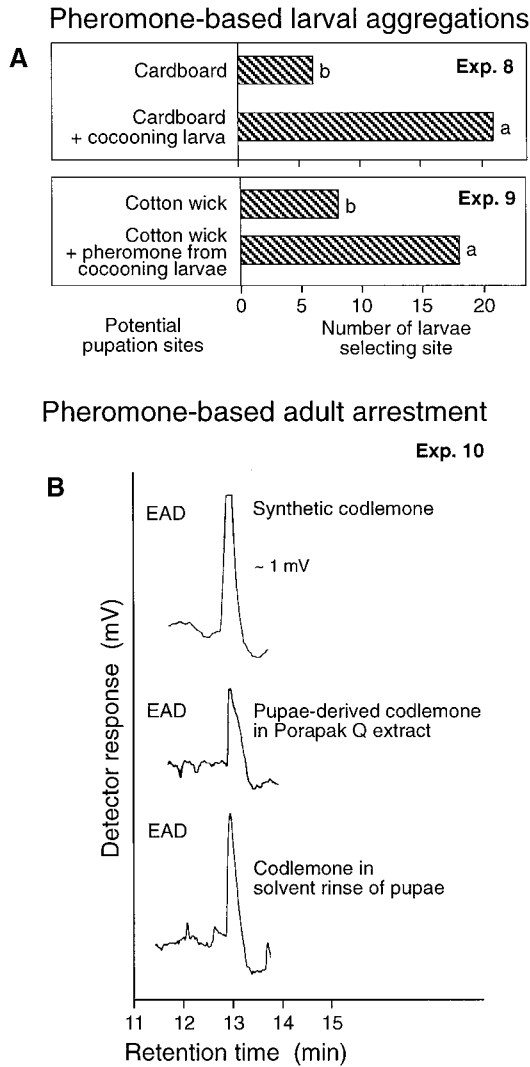 Pheromone-based larval aggregations
A
Cardboard
b
Exp. 8
Cardboard
+ cocooning larva
a
Cotton wick
b
Exp. 9
Cotton wick
+ pheromone from
cocooning larvae
a
0 5 10 15 20
Potential
pupation sites
Number of larvae
selecting site
Pheromone-based adult arrestment
Exp. 10
B
EAD
Synthetic codlemone
~ 1 mV
EAD
Pupae-derived codlemone
in Porapak Q extract
EAD
Codlemone in
solvent rinse of pupae
Detector response (mV)
11 12 13 14 15
Retention time (min)